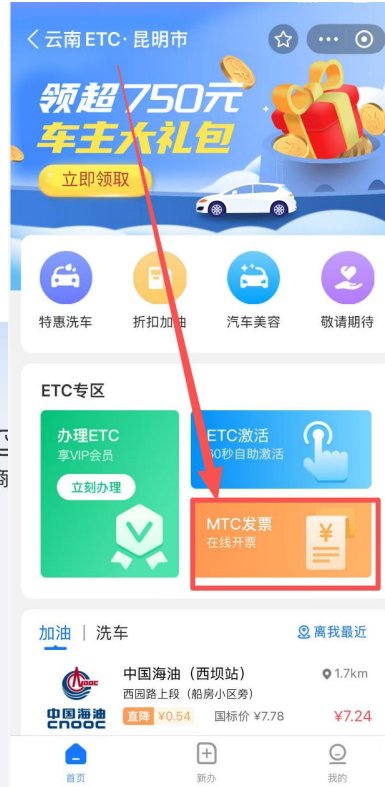 云南ETC·昆明市
领超750元
车主大礼包
立即领取
特惠洗车
折扣加油
汽车美容
敬请期待
ETC专区
办理ETC
享VIP会员
立刻办理
ETC激活
60秒自助激活
MTC发票
在线开票
加油 | 洗车
离我最近
中国海油（西坝站）
1.7km
西园路上段（船房小区旁）
直降 ¥0.54 国标价 ¥7.78
¥7.24
CNOOC
中国海油
CNOOC
首页
新办
我的
商